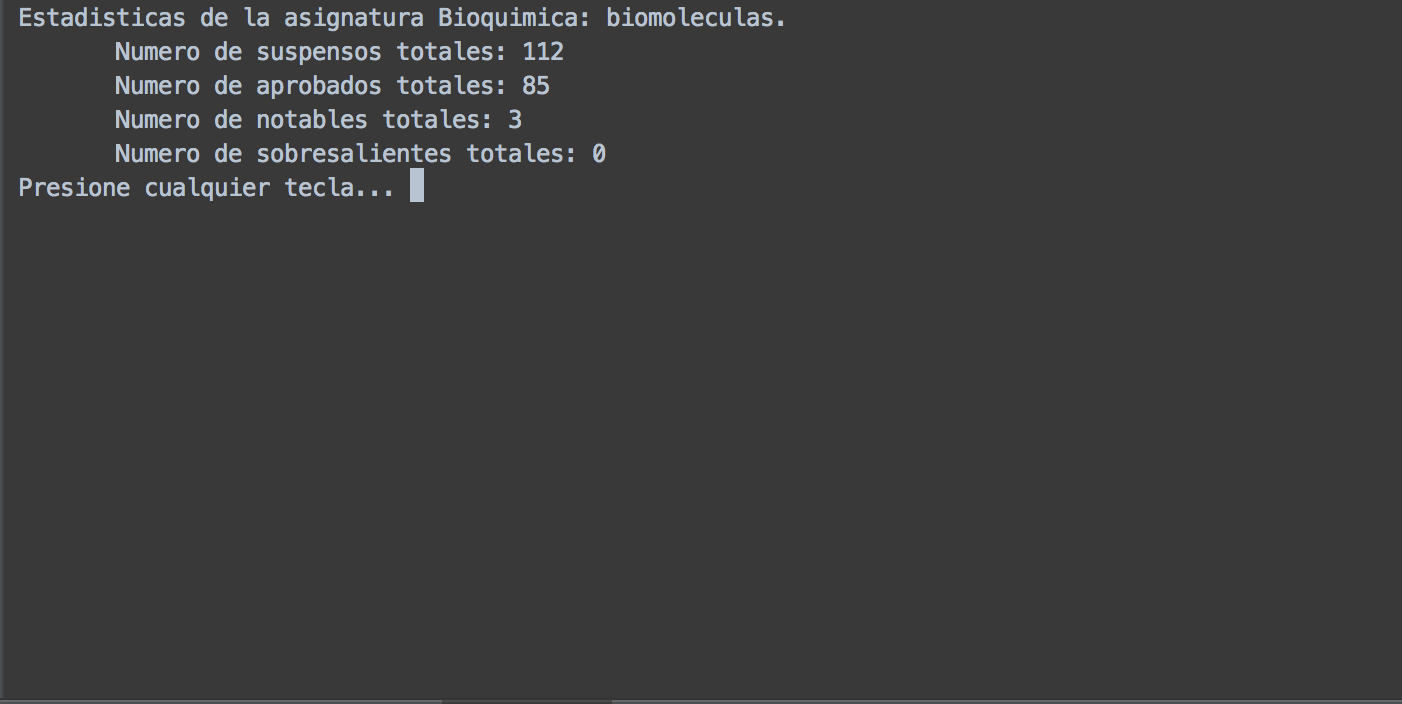 Estadisticas de la asignatura Bioquimica: biomoleculas.
Numero de suspensos totales: 112
Numero de aprobados totales: 85
Numero de notables totales: 3
Numero de sobresalientes totales: 0
Presione cualquier tecla...